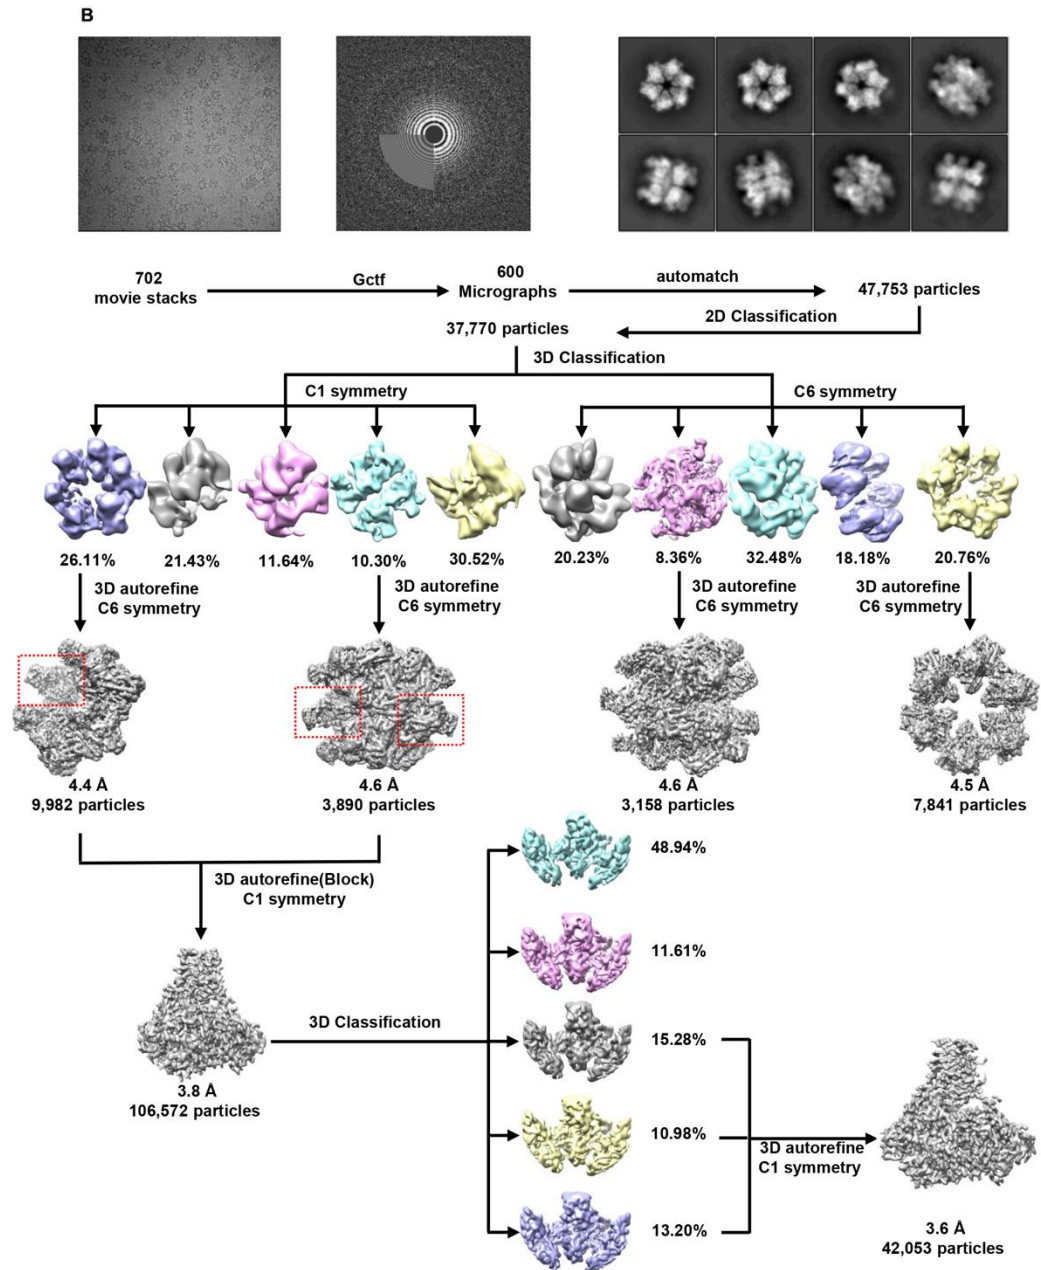 B
702
movie stacks
Gctf
600
Micrographs
automatch
47,753 particles
2D Classification
37,770 particles
3D Classification
C1 symmetry
C6 symmetry
26.11%
21.43%
11.64%
10.30%
30.52%
20.23%
8.36%
32.48%
18.18%
20.76%
3D autorefine
C6 symmetry
3D autorefine
C6 symmetry
3D autorefine
C6 symmetry
3D autorefine
C6 symmetry
4.4 Å
9,982 particles
4.6 Å
3,890 particles
4.6 Å
3,158 particles
4.5 Å
7,841 particles
3D autorefine(Block)
C1 symmetry
3.8 Å
106,572 particles
3D Classification
48.94%
11.61%
15.28%
10.98%
13.20%
3D autorefine
C1 symmetry
3.6 Å
42,053 particles